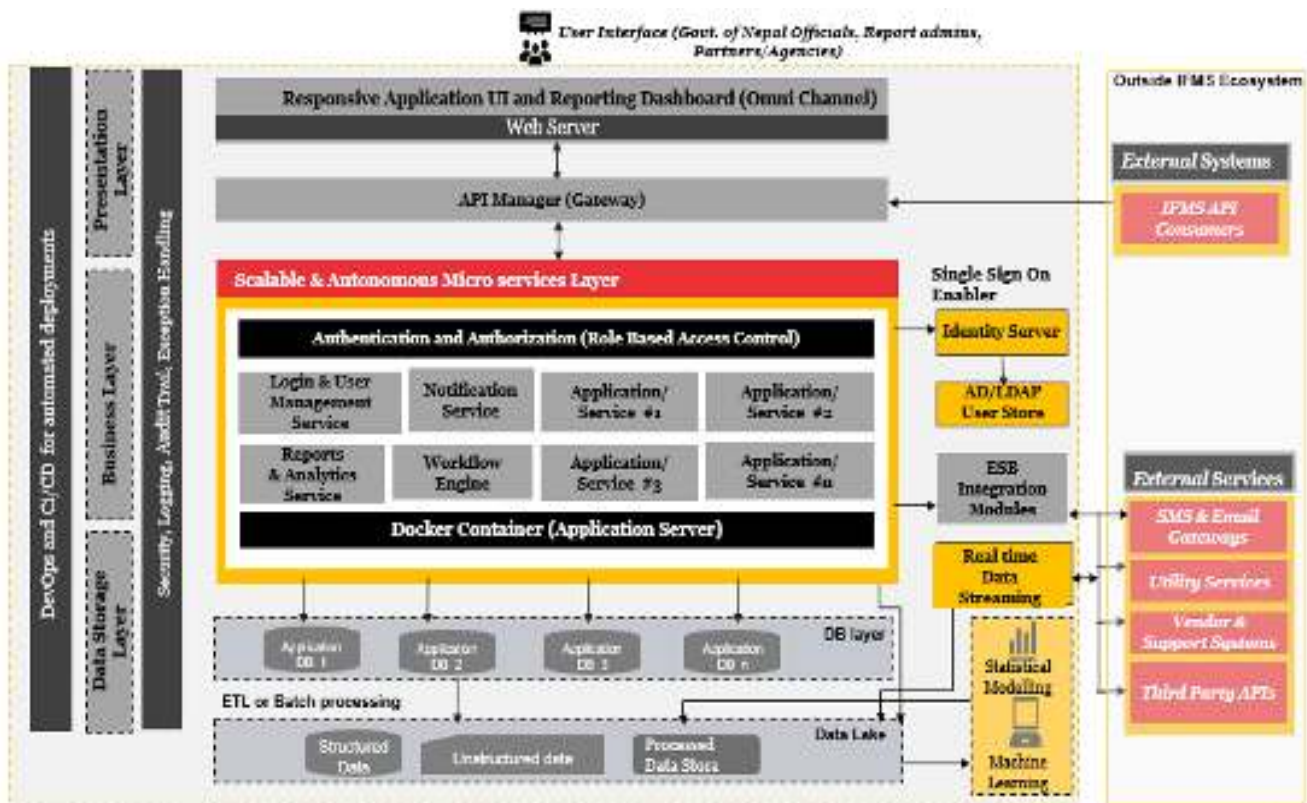 User Interface (Govt. of Nepal Officials, Report admins,
Partners/Agencies)
Outside IFMS Ecosystem
DevOps and CI/CD for automated deployments
Presentation
Layer
Business Layer
Data Storage
Layer
Security, Logging, Audit Trail, Exception Handling
Responsive Application UI and Reporting Dashboard (Omni Channel)
Web Server
API Manager (Gateway)
External Systems
IFMS API
Consumers
Scalable & Autonomous Micro services Layer
Authentication and Authorization (Role Based Access Control)
Login & User
Management
Service
Notification
Service
Application/
Service #1
Application/
Service #2
Reports
& Analytics
Service
Workflow
Engine
Application/
Service #3
Application/
Service #n
Docker Container (Application Server)
Single Sign On
Enabler
Identity Server
AD/LDAP
User Store
ESB
Integration
Modules
Real time
Data
Streaming
External Services
SMS & Email
Gateways
Utility Services
Vendor &
Support Systems
Third Party APIs
DB layer
Application
DB 1
Application
DB 2
Application
DB 3
Application
DB n
ETL or Batch processing
Data Lake
Structured
Data
Unstructured data
Processed
Data Store
Statistical
Modelling
Machine
Learning